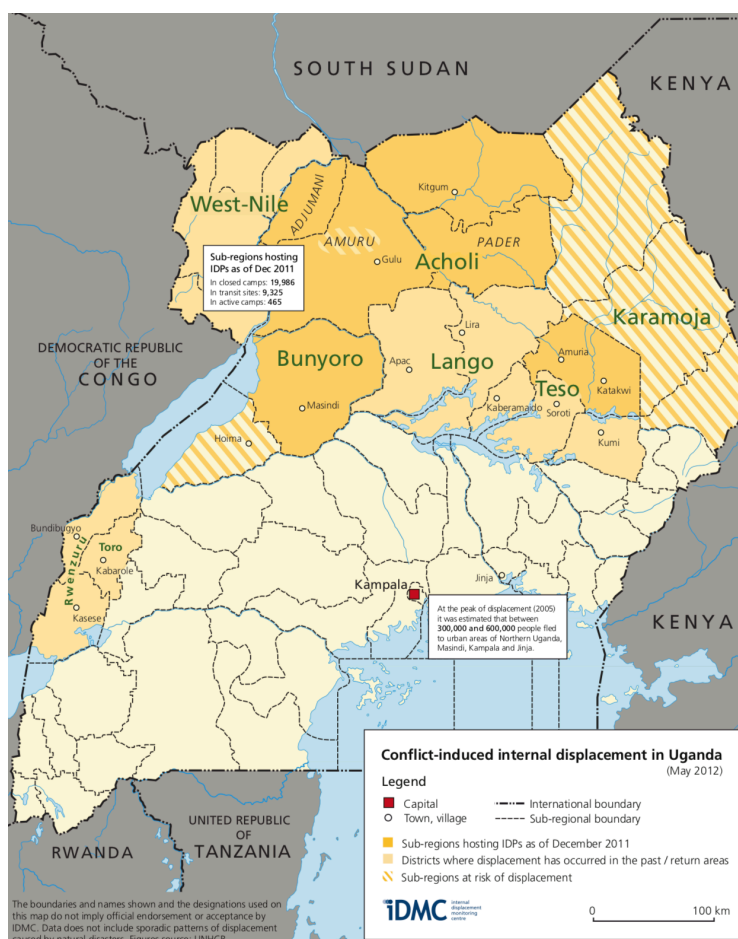 SOUTH SUDAN
KENYA
Kitgum
West-Nile
ADJUMANI
AMURU
PADER
Gulu
Acholi
Sub-regions hosting
IDPs as of Dec 2011
In closed camps: 19,986
In transit sites: 9,325
In active camps: 465
Karamoja
Lira
DEMOCRATIC REPUBLIC
OF THE
CONGO
Bunyoro
Apac
Lango
Amuria
Teso
Katakwi
Masindi
Kaberamaido
Soroti
Hoima
Kumi
Bundibugyo
Toro
Rwenzuru
Kabarole
Kasese
Kampala
Jinja
At the peak of displacement (2005)
it was estimated that between
300,000 and 600,000 people fled
to urban areas of Northern Uganda,
Masindi, Kampala and Jinja.
KENYA
Conflict-induced internal displacement in Uganda
(May 2012)
Legend
Capital
Town, village
International boundary
Sub-regional boundary
Sub-regions hosting IDPs as of December 2011
Districts where displacement has occurred in the past / return areas
Sub-regions at risk of displacement
iDMC
internal
displacement
monitoring
centre
0 100 km
RWANDA
UNITED REPUBLIC
OF
TANZANIA
The boundaries and names shown and the designations used on
this map do not imply official endorsement or acceptance by
IDMC. Data does not include sporadic patterns of displacement
caused by natural disasters. Figures source: UNHCR